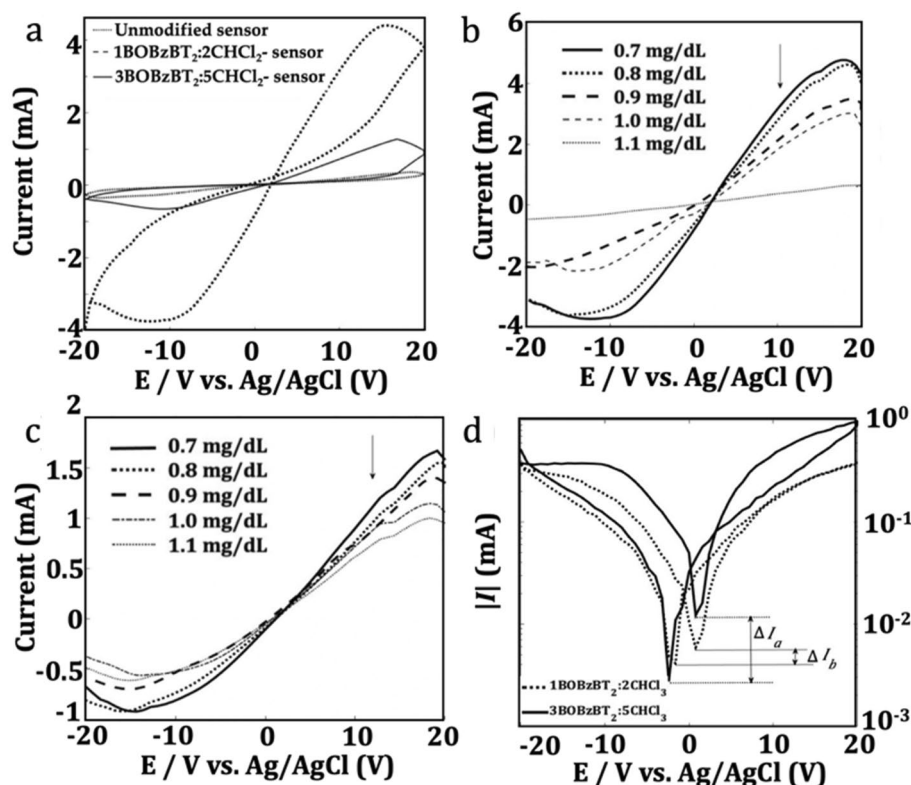 a
Unmodified sensor
1BOBzBT₂:2CHCl₂- sensor
3BOBzBT₂:5CHCl₂- sensor
4
2
0
-2
-4
Current (mA)
-20
-10
0
10
20
E / V vs. Ag/AgCl (V)
b
0.7 mg/dL
0.8 mg/dL
0.9 mg/dL
1.0 mg/dL
1.1 mg/dL
6
4
2
0
-2
-4
Current (mA)
-20
-10
0
10
20
E / V vs. Ag/AgCl (V)
c
0.7 mg/dL
0.8 mg/dL
0.9 mg/dL
1.0 mg/dL
1.1 mg/dL
2
1.5
1
0.5
0
-0.5
-1
Current (mA)
-20
-10
0
10
20
E / V vs. Ag/AgCl (V)
d
10⁰
10⁻¹
10⁻²
10⁻³
|I| (mA)
Δ Iₐ
Δ I_b
1BOBzBT₂:2CHCl₃
3BOBzBT₂:5CHCl₃
-20
-10
0
10
20
E / V vs. Ag/AgCl (V)